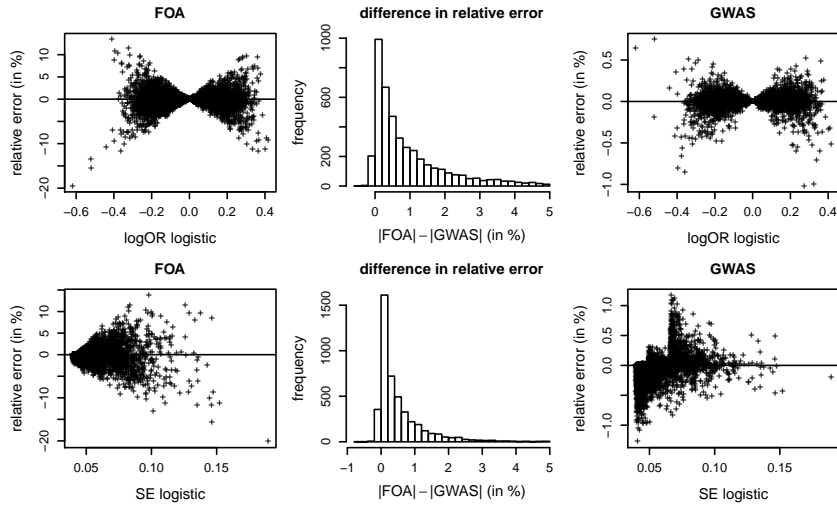 FOA
relative error (in %)
10
5
0
−5
−10
−20
−0.6 −0.4 −0.2 0.0 0.2 0.4
logOR logistic
difference in relative error
frequency
1000
600
200
0
0 1 2 3 4 5
|FOA|−|GWAS| (in %)
GWAS
relative error (in %)
0.5
0.0
−0.5
−1.0
−0.6 −0.4 −0.2 0.0 0.2 0.4
logOR logistic
FOA
relative error (in %)
10
5
0
−5
−10
−20
0.05 0.10 0.15
SE logistic
difference in relative error
frequency
1500
1000
500
0
−1 0 1 2 3 4 5
|FOA|−|GWAS| (in %)
GWAS
relative error (in %)
1.0
0.5
0.0
−1.0
0.05 0.10 0.15
SE logistic